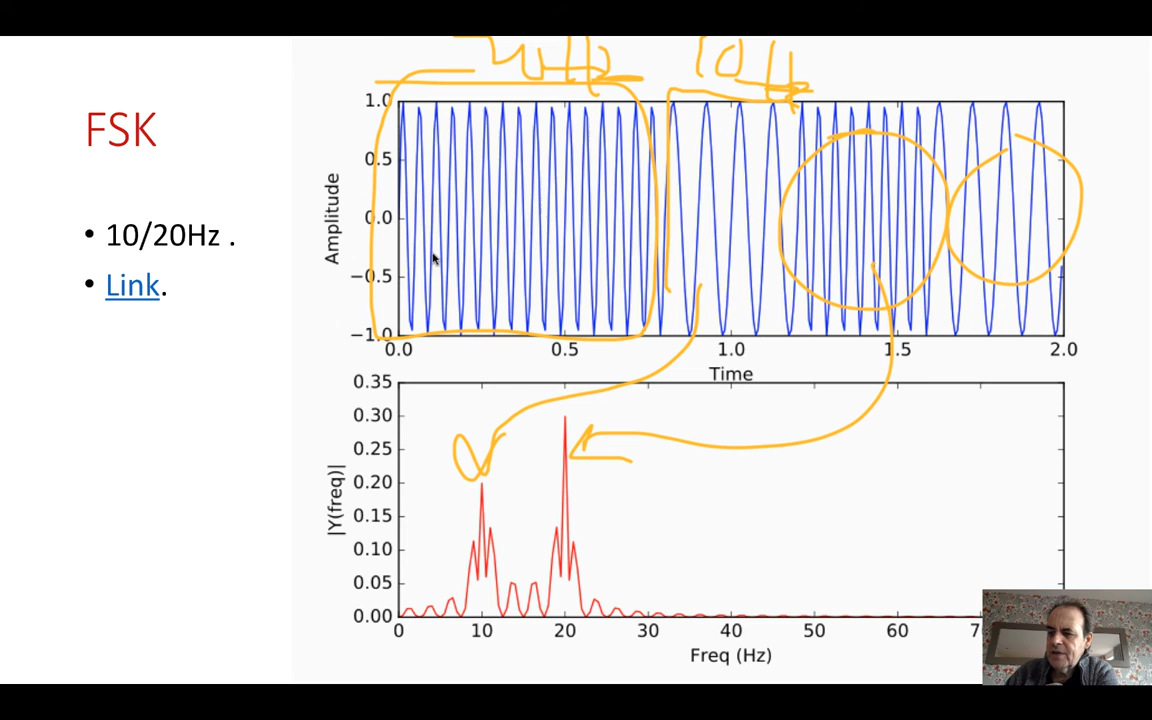 FSK
• 10/20Hz .
• Link.
20Hz
10Hz
1.0
0.5
0.0
−0.5
−1.0
Amplitude
0.0 0.5 1.0 1.5 2.0
Time
0.35
0.30
0.25
0.20
0.15
0.10
0.05
0.00
|Y(freq)|
0 10 20 30 40 50 60
Freq (Hz)